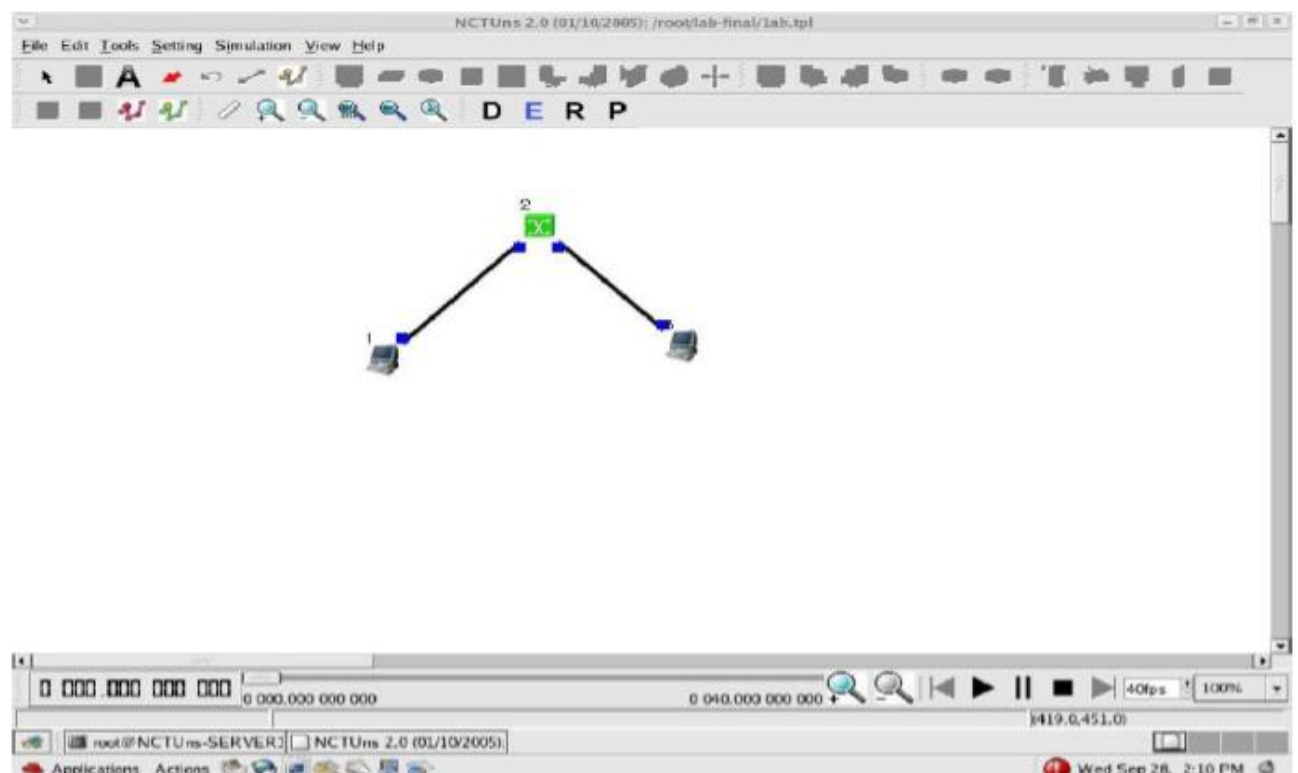 NCTUns 2.0 (01/10/2005): /root/lab-final/1ab.tpl
File Edit Tools Setting Simulation View Help
A
D E R P
2
1
0 000.000 000 000
0 000.000 000 000
0 040.000 000 000
40fps
100%
(419.0,451.0)
root@NCTUns-SERVER
NCTUns 2.0 (01/10/2005):
Applications Actions
Wed Sep 28, 2:10 PM